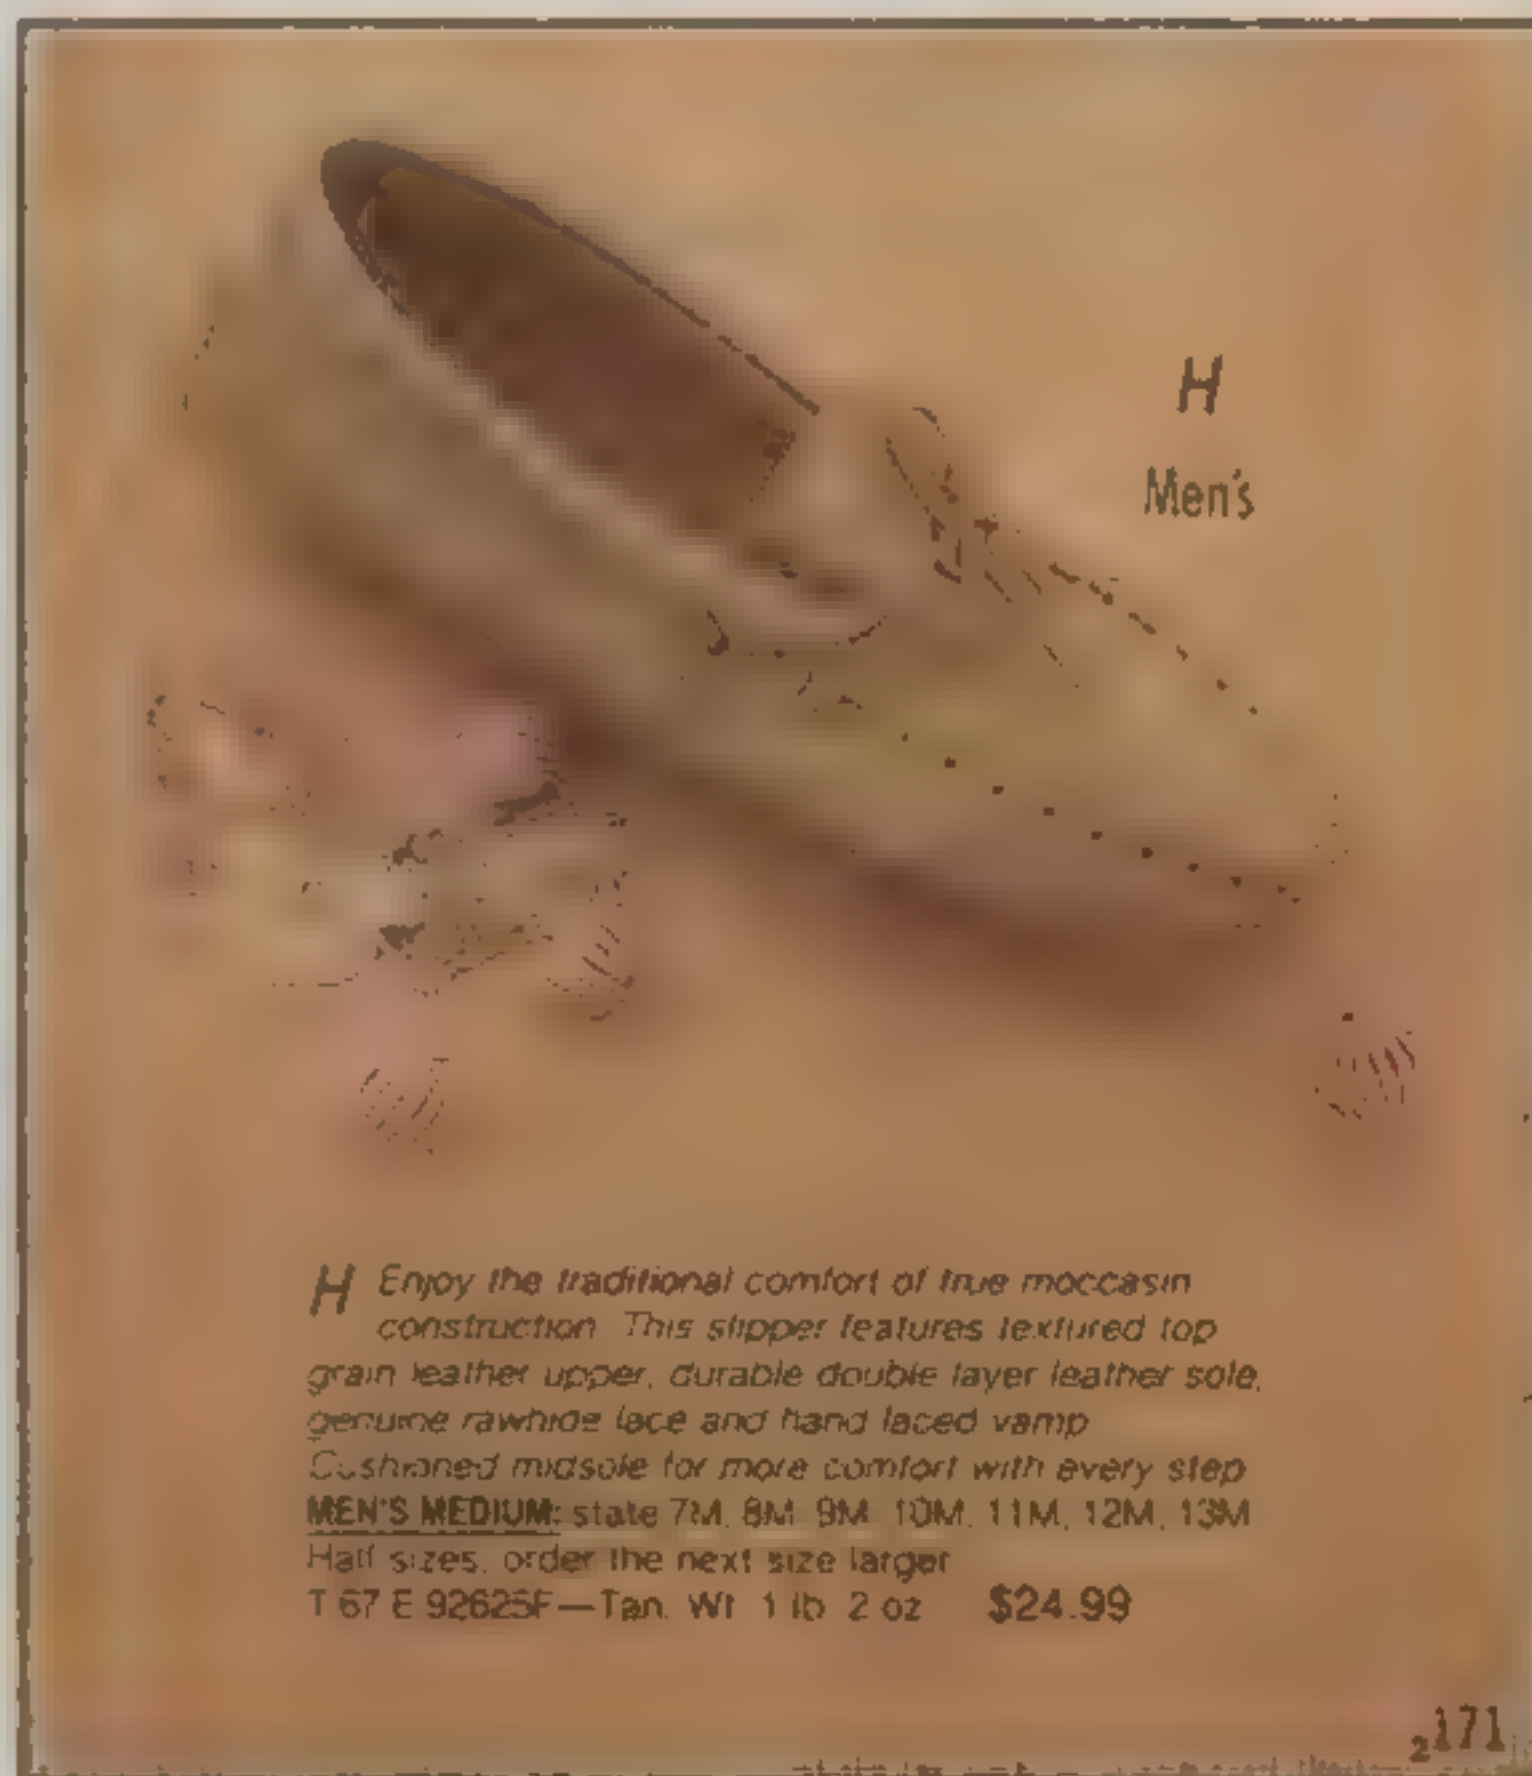 H
Men's
H Enjoy the traditional comfort of true moccasin
construction. This slipper features textured top
grain leather upper, durable double layer leather sole,
genuine rawhide lace and hand laced vamp.
Cushioned midsole for more comfort with every step.
MEN'S MEDIUM: state 7M, 8M, 9M, 10M, 11M, 12M, 13M.
Half sizes, order the next size larger.
T 67 E 92625F—Tan. Wt. 1 lb. 2 oz. $24.99
2171